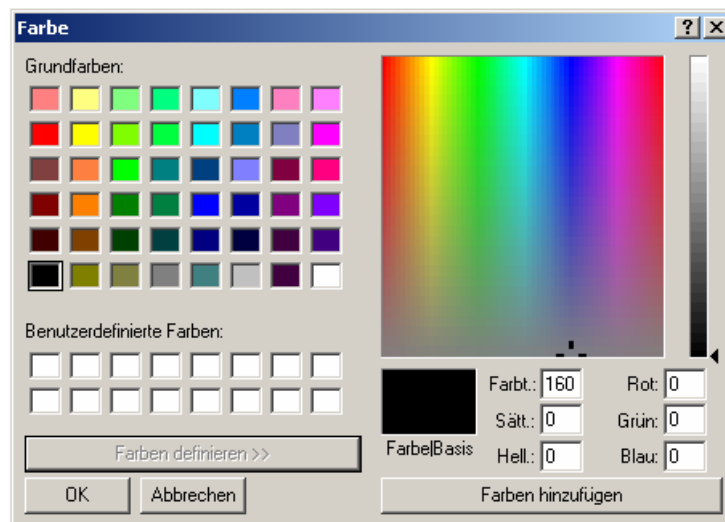 Farbe
Grundfarben:
Benutzerdefinierte Farben:
Farben definieren >>
OK
Abbrechen
Farbe|Basis
Farbt.: 160
Sätt.: 0
Hell.: 0
Rot: 0
Grün: 0
Blau: 0
Farben hinzufügen